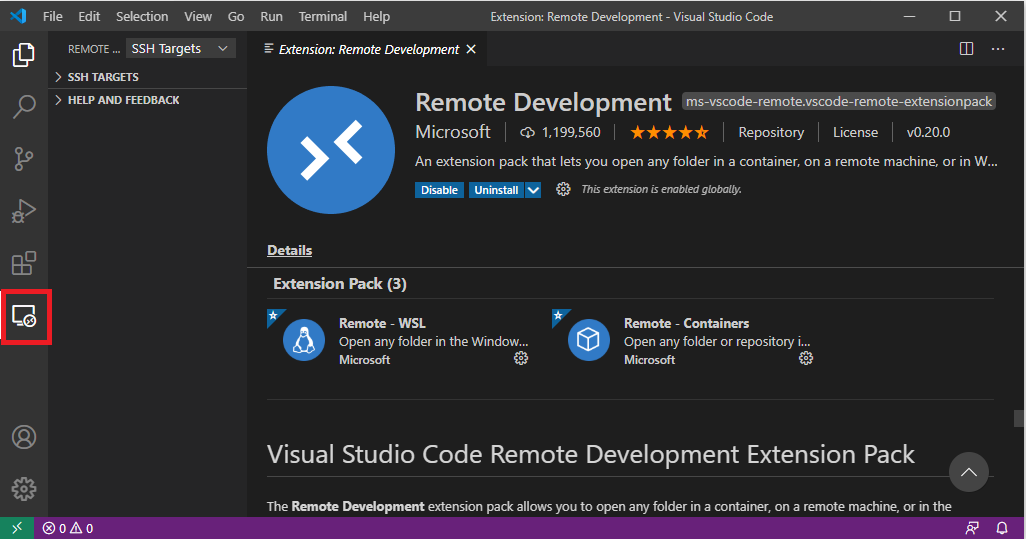 File Edit Selection View Go Run Terminal Help Extension: Remote Development - Visual Studio Code
REMOTE ... SSH Targets
SSH TARGETS
HELP AND FEEDBACK
Extension: Remote Development
Remote Development ms-vscode-remote.vscode-remote-extensionpack
Microsoft 1,199,560 Repository License v0.20.0
An extension pack that lets you open any folder in a container, on a remote machine, or in W...
Disable Uninstall This extension is enabled globally.
Details
Extension Pack (3)
Remote - WSL
Open any folder in the Window...
Microsoft
Remote - Containers
Open any folder or repository i...
Microsoft
Visual Studio Code Remote Development Extension Pack
The Remote Development extension pack allows you to open any folder in a container, on a remote machine, or in the
0 0